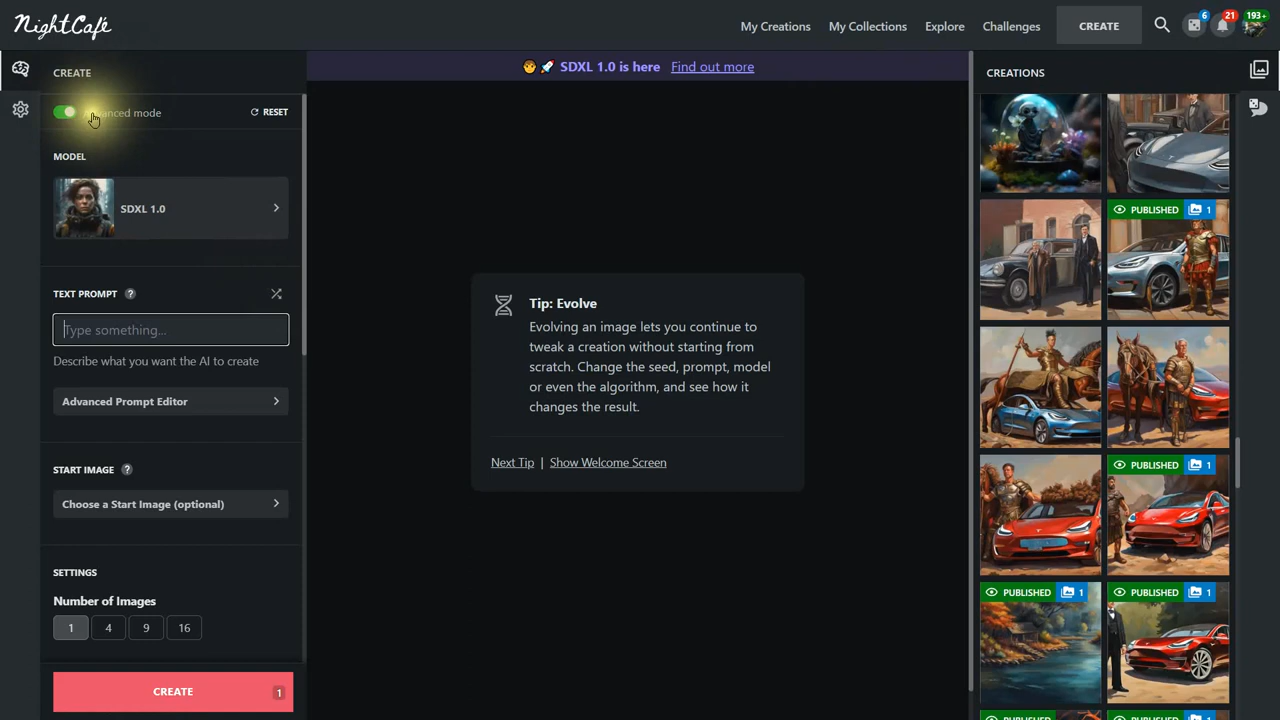 NightCafé
My Creations
My Collections
Explore
Challenges
CREATE
6
21
193+
CREATE
Advanced mode
RESET
MODEL
SDXL 1.0
TEXT PROMPT ?
Type something...
Describe what you want the AI to create
Advanced Prompt Editor
START IMAGE ?
Choose a Start Image (optional)
SETTINGS
Number of Images
1 4 9 16
CREATE 1
SDXL 1.0 is here Find out more
Tip: Evolve
Evolving an image lets you continue to
tweak a creation without starting from
scratch. Change the seed, prompt, model
or even the algorithm, and see how it
changes the result.
Next Tip | Show Welcome Screen
CREATIONS
PUBLISHED 1
PUBLISHED 1
PUBLISHED 1
PUBLISHED 1